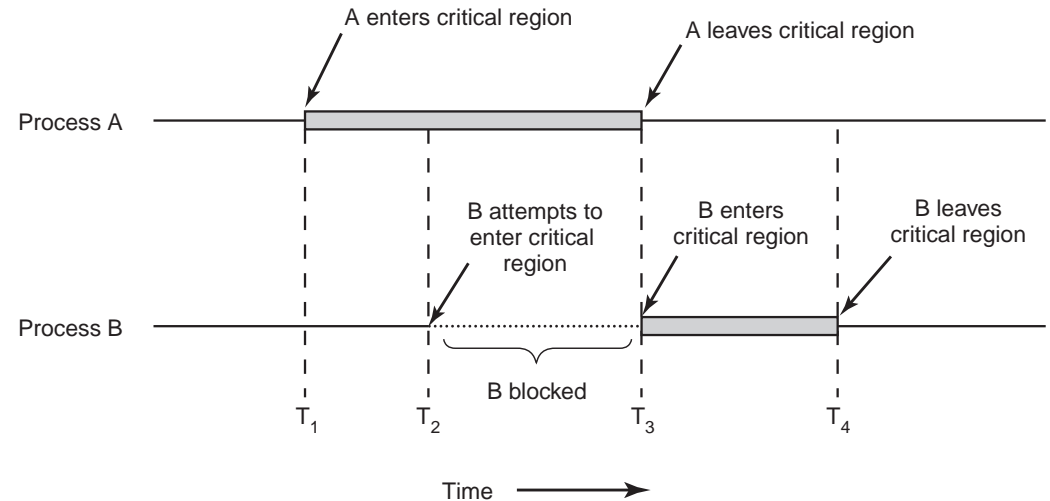 A enters critical region
A leaves critical region
Process A
B attempts to
enter critical
region
B enters
critical region
B leaves
critical region
Process B
B blocked
T1
T2
T3
T4
Time